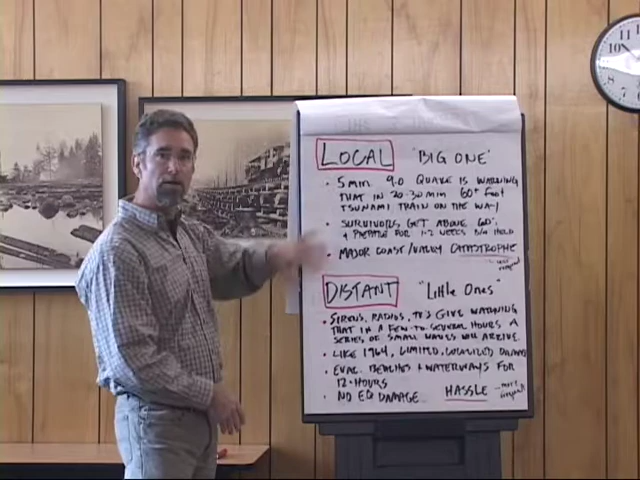 LOCAL "BIG ONE"
• 5 MIN 9.0 QUAKE IS WARNING
THAT IN 20-30 MIN 60+ FOOT
TSUNAMI TRAIN ON THE WAY
• SURVIVORS GET ABOVE 60',
& PREPARE FOR 1-2 WEEKS
• MAJOR COAST/VALLEY CATASTROPHE
DISTANT "LITTLE ONES"
• SIRENS, RADIOS, TV'S GIVE WARNING
THAT IN A FEW TO SEVERAL HOURS A
SERIES OF SMALL WAVES WILL ARRIVE.
• LIKE 1964, LIMITED, LOCALIZED DAMAGE
• EVAC. BEACHES & WATERWAYS FOR
12 HOURS
• NO EQ DAMAGE HASSLE
10 11